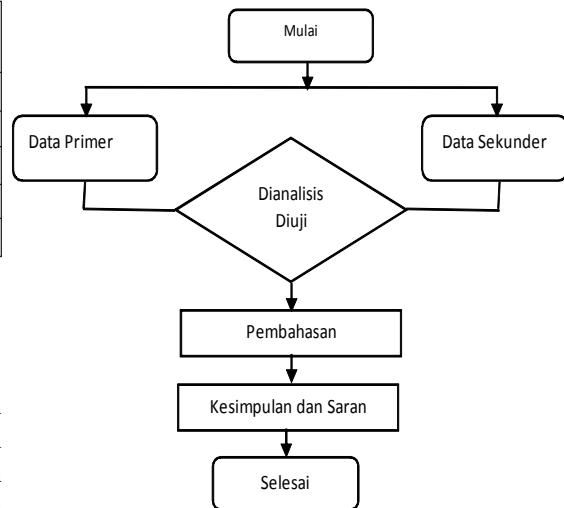 Mulai
Data Primer
Data Sekunder
Dianalisis
Diuji
Pembahasan
Kesimpulan dan Saran
Selesai